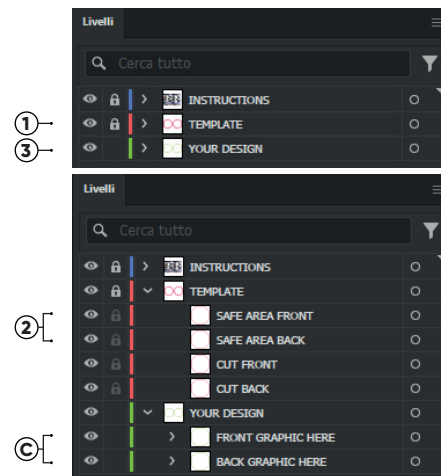 Livelli
Cerca tutto
INSTRUCTIONS
1 TEMPLATE
3 YOUR DESIGN
Livelli
Cerca tutto
INSTRUCTIONS
TEMPLATE
2 SAFE AREA FRONT
SAFE AREA BACK
CUT FRONT
CUT BACK
YOUR DESIGN
C FRONT GRAPHIC HERE
BACK GRAPHIC HERE